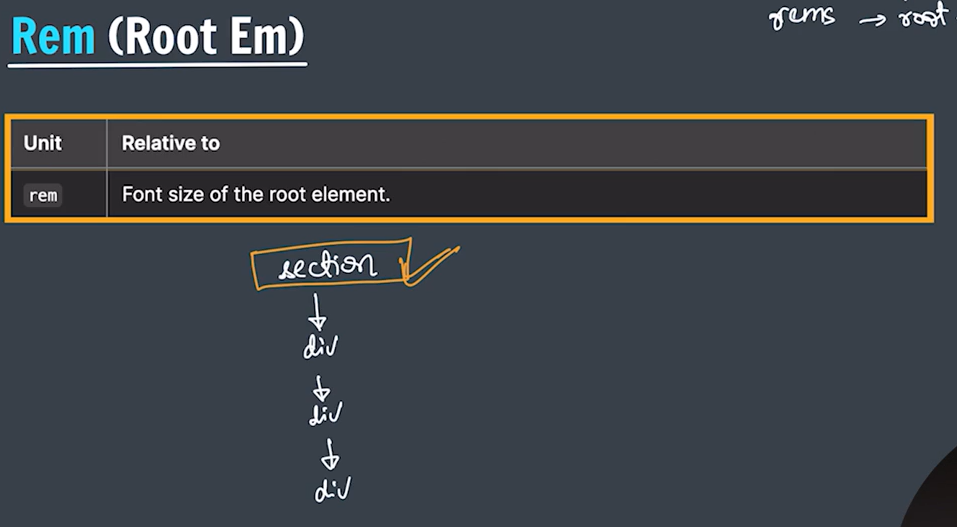 Rem (Root Em)
rems → root
Unit Relative to
rem Font size of the root element.
section
div
div
div